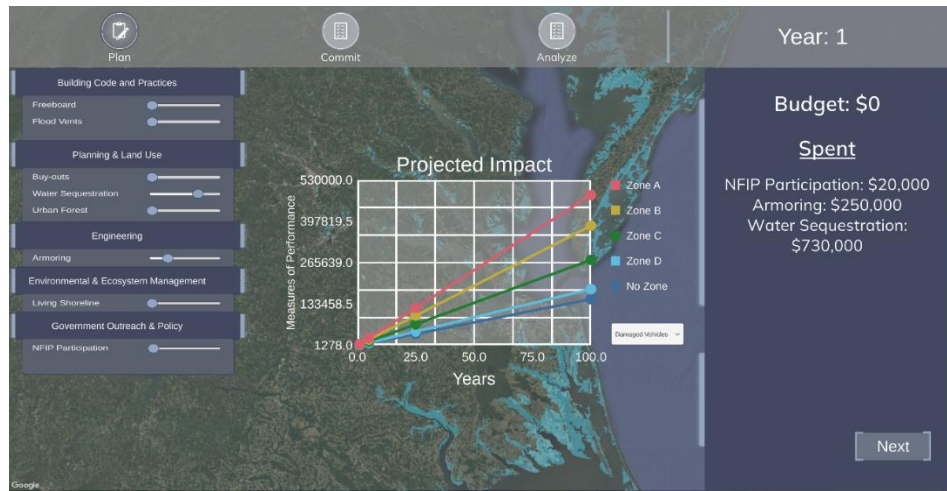 Plan
Commit
Analyze
Year: 1
Building Code and Practices
Freeboard
Flood Vents
Planning & Land Use
Buy-outs
Water Sequestration
Urban Forest
Engineering
Armoring
Environmental & Ecosystem Management
Living Shoreline
Government Outreach & Policy
NFIP Participation
Projected Impact
Measures of Performance
530000.0
397819.5
265639.0
133458.5
1278.0
0.0 25.0 50.0 75.0 100.0
Years
Zone A
Zone B
Zone C
Zone D
No Zone
Damaged Vehicles
Budget: $0
Spent
NFIP Participation: $20,000
Armoring: $250,000
Water Sequestration:
$730,000
Next
Google